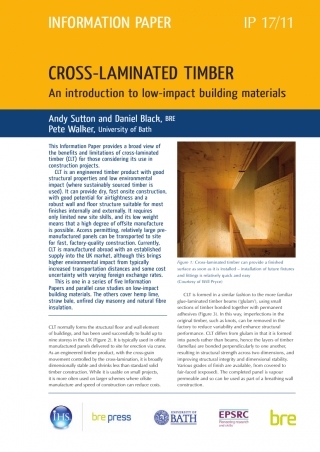 INFORMATION PAPER
IP 17/11
CROSS-LAMINATED TIMBER
An introduction to low-impact building materials
Andy Sutton and Daniel Black, BRE
Pete Walker, University of Bath
This Information Paper provides a broad view of
the benefits and limitations of cross-laminated
timber (CLT) for those considering its use in
construction projects.
CLT is an engineered timber product with good
structural properties and low environmental
impact (where sustainably sourced timber is
used). It can provide dry, fast onsite construction,
with good potential for airtightness and a
robust wall and floor structure suitable for most
finishes internally and externally. It requires
only limited new site skills, and its low weight
means that a high degree of offsite manufacture
is possible. Access permitting, relatively large pre-
manufactured panels can be transported to site
for fast, factory-quality construction. Currently,
CLT is manufactured abroad with an established
supply into the UK market, although this brings
higher environmental impact from typically
increased transportation distances and some cost
uncertainty with varying foreign exchange rates.
This is one in a series of five Information
Papers and parallel case studies on low-impact
building materials. The others cover hemp lime,
straw bale, unfired clay masonry and natural fibre
insulation.
CLT normally forms the structural floor and wall element
of buildings, and has been used successfully to build up to
nine storeys in the UK (Figure 2). It is typically used in offsite
manufactured panels delivered to site for erection via crane.
As an engineered timber product, with the cross-grain
movement controlled by the cross-lamination, it is broadly
dimensionally stable and shrinks less than standard solid
timber construction. While it is usable on small projects,
it is more often used on larger schemes where offsite
manufacture and speed of construction can reduce costs.
Figure 1. Cross-laminated timber can provide a finished
surface as soon as it is installed – installation of future fixtures
and fittings is relatively quick and easy
(Courtesy of Will Pryce)
CLT is formed in a similar fashion to the more familiar
glue-laminated timber beams ('glulam'), using small
sections of timber bonded together with permanent
adhesives (Figure 3). In this way, imperfections in the
original timber, such as knots, can be removed in the
factory to reduce variability and enhance structural
performance. CLT differs from glulam in that it is formed
into panels rather than beams, hence the layers of timber
(lamellas) are bonded perpendicularly to one another,
resulting in structural strength across two dimensions, and
improving structural integrity and dimensional stability.
Various grades of finish are available, from covered to
fair-faced (exposed). The completed panel is vapour
permeable and so can be used as part of a 'breathing wall'
construction.
IHS
bre press
UNIVERSITY OF
BATH
EPSRC
bre